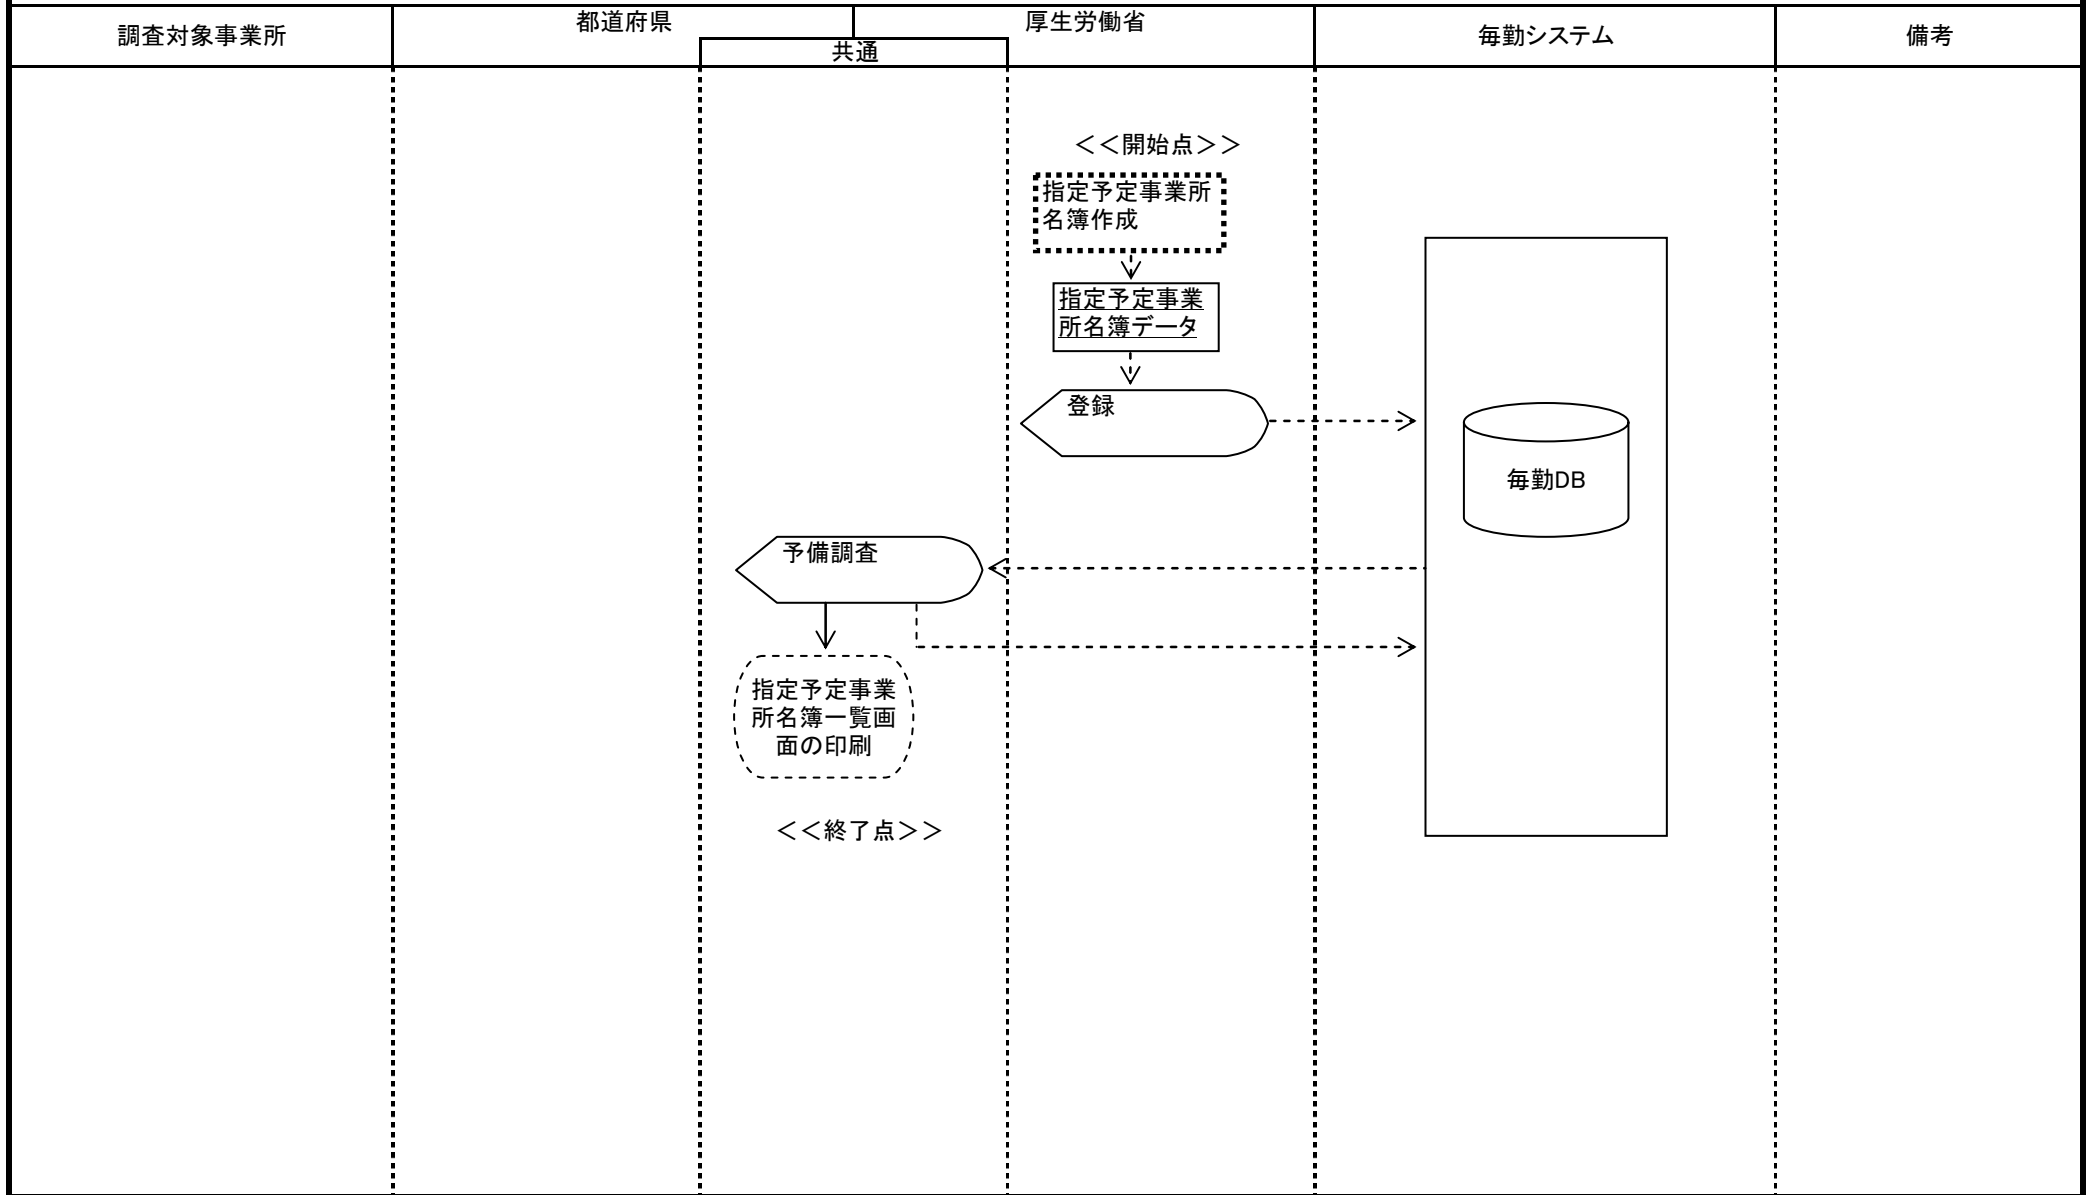 調査対象事業所
都道府県
厚生労働省
共通
毎勤システム
備考
＜＜開始点＞＞
指定予定事業所
名簿作成
指定予定事業
所名簿データ
登録
毎勤DB
予備調査
指定予定事業
所名簿一覧画
面の印刷
＜＜終了点＞＞